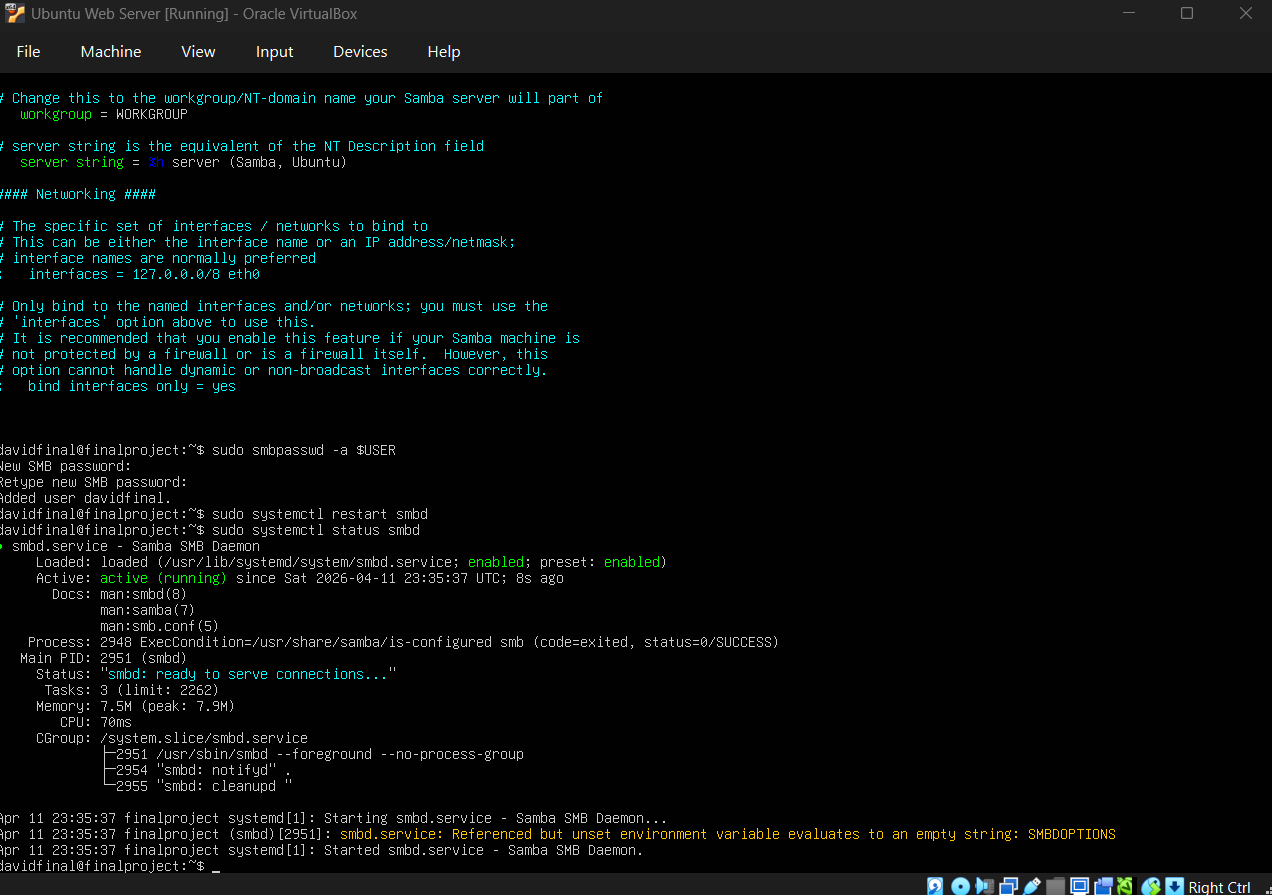 Ubuntu Web Server [Running] - Oracle VirtualBox
File Machine View Input Devices Help
# Change this to the workgroup/NT-domain name your Samba server will part of
workgroup = WORKGROUP
# server string is the equivalent of the NT Description field
server string = %h server (Samba, Ubuntu)
#### Networking ####
# The specific set of interfaces / networks to bind to
# This can be either the interface name or an IP address/netmask;
# interface names are normally preferred
; interfaces = 127.0.0.0/8 eth0
# Only bind to the named interfaces and/or networks; you must use the
# 'interfaces' option above to use this.
# It is recommended that you enable this feature if your Samba machine is
# not protected by a firewall or is a firewall itself. However, this
# option cannot handle dynamic or non-broadcast interfaces correctly.
; bind interfaces only = yes
davidfinal@finalproject:~$ sudo smbpasswd -a $USER
New SMB password:
Retype new SMB password:
Added user davidfinal.
davidfinal@finalproject:~$ sudo systemctl restart smbd
davidfinal@finalproject:~$ sudo systemctl status smbd
● smbd.service - Samba SMB Daemon
Loaded: loaded (/usr/lib/systemd/system/smbd.service; enabled; preset: enabled)
Active: active (running) since Sat 2026-04-11 23:35:37 UTC; 8s ago
Docs: man:smbd(8)
man:samba(7)
man:smb.conf(5)
Process: 2948 ExecCondition=/usr/share/samba/is-configured smb (code=exited, status=0/SUCCESS)
Main PID: 2951 (smbd)
Status: "smbd: ready to serve connections..."
Tasks: 3 (limit: 2262)
Memory: 7.5M (peak: 7.9M)
CPU: 70ms
CGroup: /system.slice/smbd.service
├─2951 /usr/sbin/smbd --foreground --no-process-group
├─2954 "smbd: notifyd" .
└─2955 "smbd: cleanupd "
Apr 11 23:35:37 finalproject systemd[1]: Starting smbd.service - Samba SMB Daemon...
Apr 11 23:35:37 finalproject (smbd)[2951]: smbd.service: Referenced but unset environment variable evaluates to an empty string: SMBDOPTIONS
Apr 11 23:35:37 finalproject systemd[1]: Started smbd.service - Samba SMB Daemon.
davidfinal@finalproject:~$ _
Right Ctrl